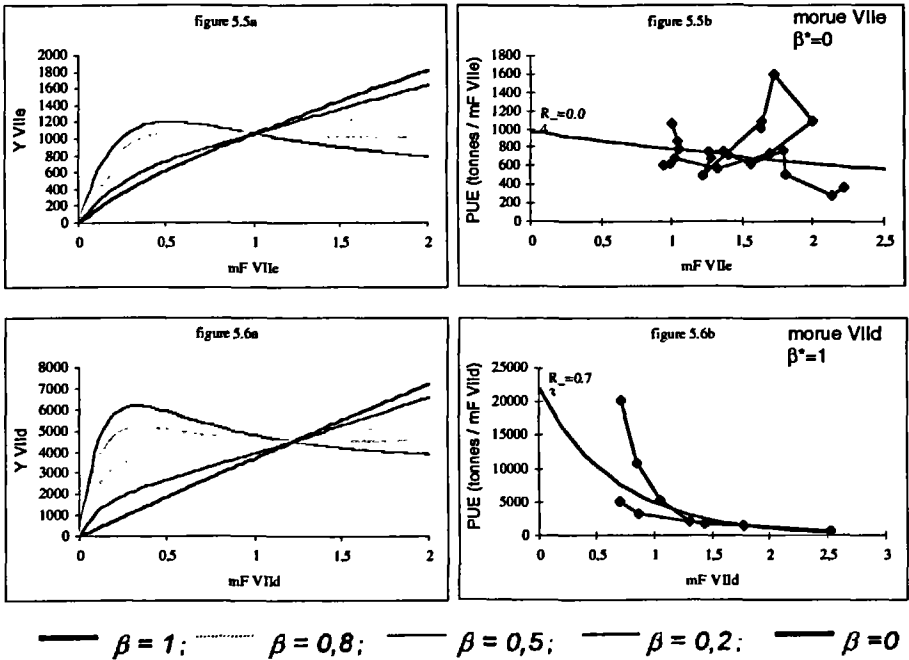 figure 5.5a
Y VIIe
2000
1800
1600
1400
1200
1000
800
600
400
200
0
0 0,5 1 1,5 2
mF VIIe
figure 5.5b
morue VIIe
β*=0
PUE (tonnes / mF VIIe)
1800
1600
1400
1200
1000
800
600
400
200
0
R_=0.0
0 0,5 1 1,5 2 2,5
mF VIIe
figure 5.6a
Y VIId
8000
7000
6000
5000
4000
3000
2000
1000
0
0 0,5 1 1,5 2
mF VIId
figure 5.6b
morue VIId
β*=1
PUE (tonnes / mF VIId)
25000
20000
15000
10000
5000
0
R_=0.7
0 0,5 1 1,5 2 2,5 3
mF VIId
β = 1; β = 0,8; β = 0,5; β = 0,2; β=0